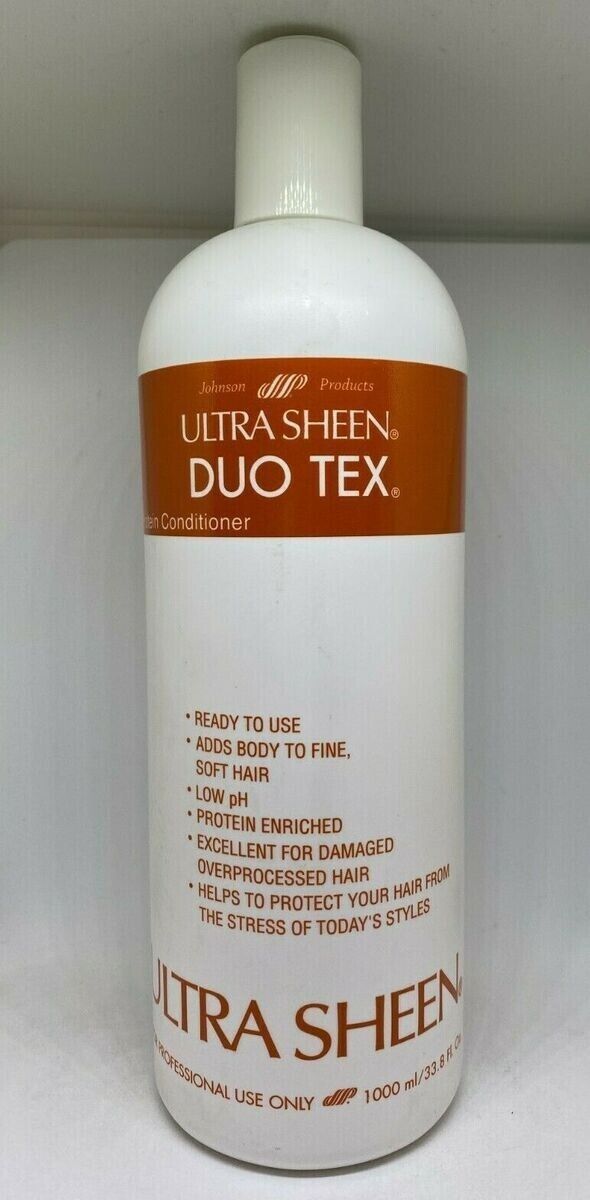 Johnson Products
ULTRA SHEEN®
DUO TEX®
tein Conditioner
• READY TO USE
• ADDS BODY TO FINE,
SOFT HAIR
• LOW pH
• PROTEIN ENRICHED
• EXCELLENT FOR DAMAGED
OVERPROCESSED HAIR
• HELPS TO PROTECT YOUR HAIR FROM
THE STRESS OF TODAY'S STYLES
ULTRA SHEEN®
PROFESSIONAL USE ONLY 1000 ml/33.8 Fl. Oz